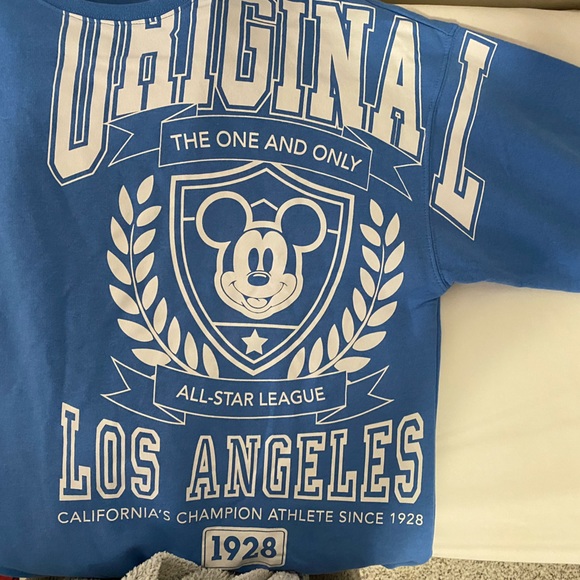 ORIGINAL
THE ONE AND ONLY
ALL-STAR LEAGUE
LOS ANGELES
CALIFORNIA'S CHAMPION ATHLETE SINCE 1928
1928